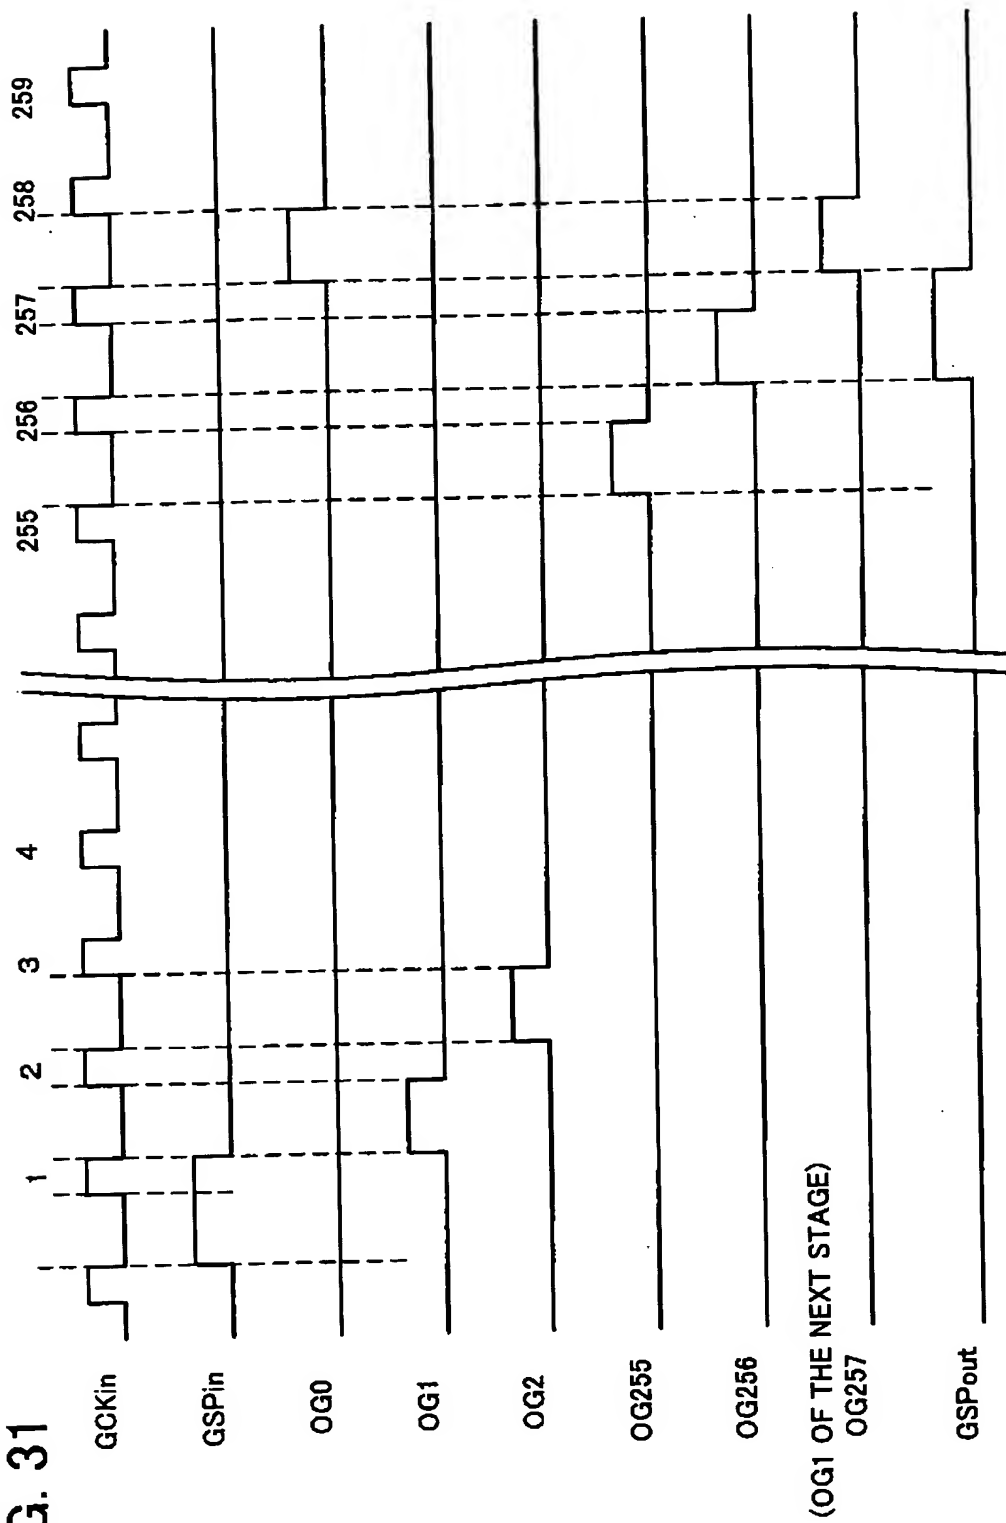 G. 31
1 2 3 4 255 256 257 258 259
GCKin
GSPin
OG0
OG1
OG2
OG255
OG256
(OG1 OF THE NEXT STAGE)
OG257
GSPout